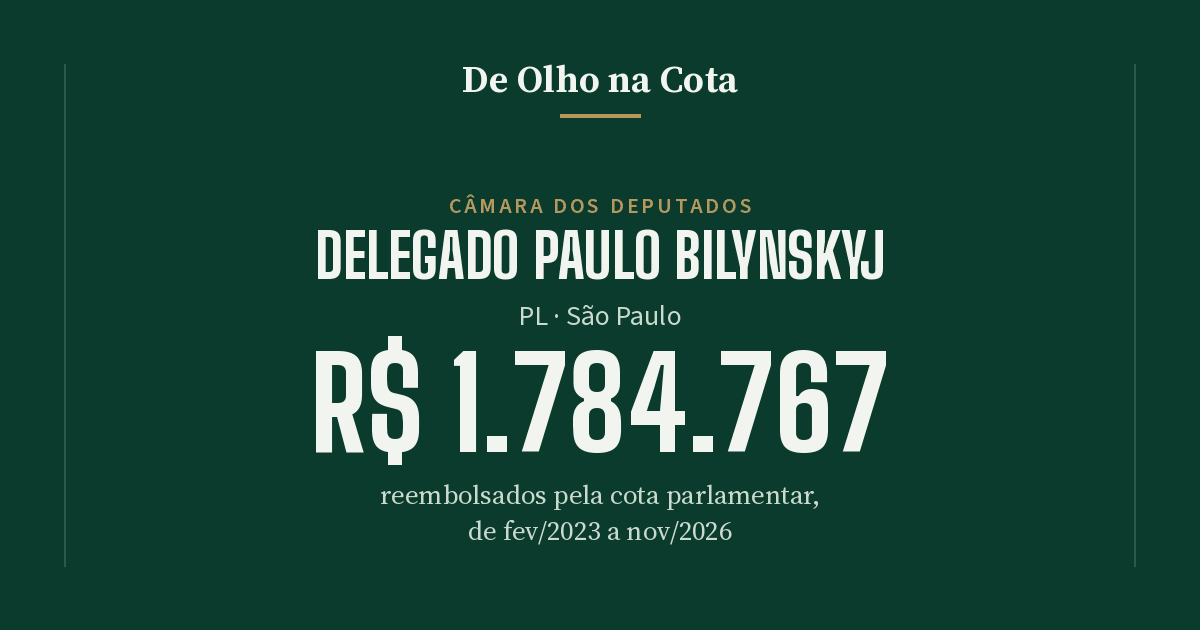 De Olho na Cota
CÂMARA DOS DEPUTADOS
DELEGADO PAULO BILYNSKYJ
PL · São Paulo
R$ 1.784.767
reembolsados pela cota parlamentar,
de fev/2023 a nov/2026